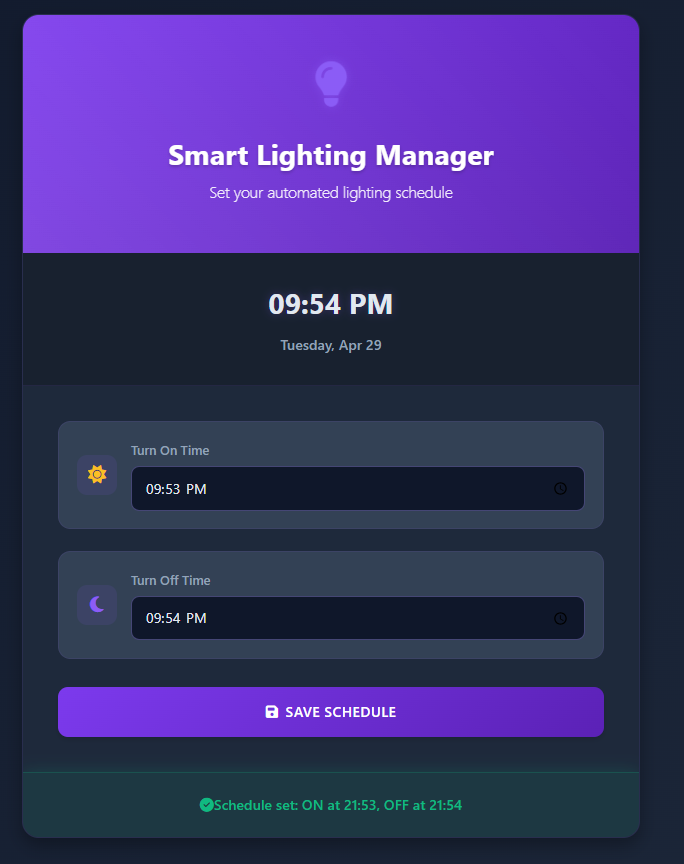 Smart Lighting Manager
Set your automated lighting schedule
09:54 PM
Tuesday, Apr 29
Turn On Time
09:53 PM
Turn Off Time
09:54 PM
SAVE SCHEDULE
Schedule set: ON at 21:53, OFF at 21:54